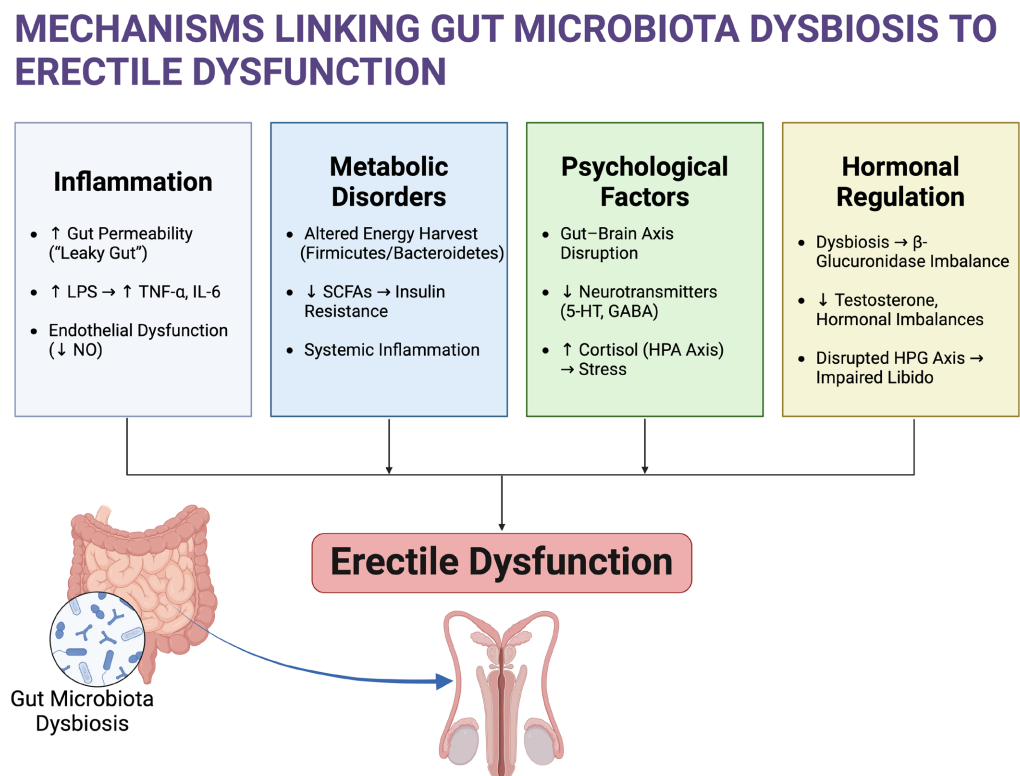 MECHANISMS LINKING GUT MICROBIOTA DYSBIOSIS TO
ERECTILE DYSFUNCTION
Inflammation
• ↑ Gut Permeability
("Leaky Gut")
• ↑ LPS → ↑ TNF-α, IL-6
• Endothelial Dysfunction
(↓ NO)
Metabolic
Disorders
• Altered Energy Harvest
(Firmicutes/Bacteroidetes)
• ↓ SCFAs → Insulin
Resistance
• Systemic Inflammation
Psychological
Factors
• Gut–Brain Axis
Disruption
• ↓ Neurotransmitters
(5-HT, GABA)
• ↑ Cortisol (HPA Axis)
→ Stress
Hormonal
Regulation
• Dysbiosis → β-
Glucuronidase Imbalance
• ↓ Testosterone,
Hormonal Imbalances
• Disrupted HPG Axis →
Impaired Libido
Erectile Dysfunction
Gut Microbiota
Dysbiosis